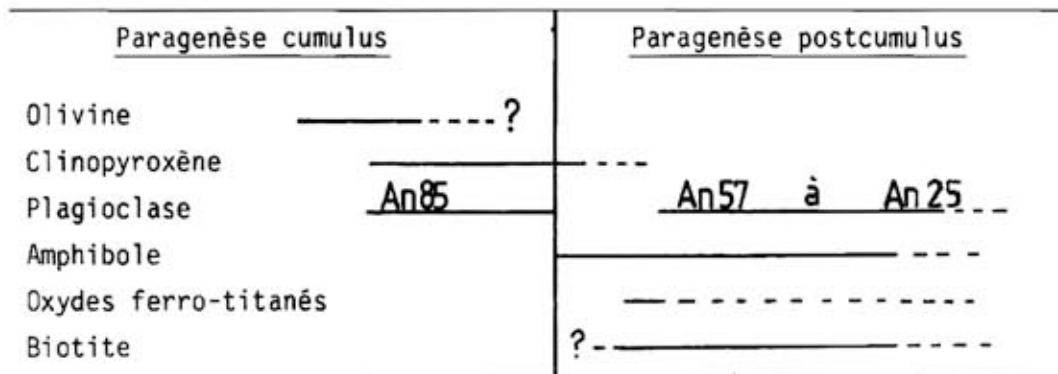 Paragenèse cumulus Paragenèse postcumulus
Olivine ?
Clinopyroxène
Plagioclase An85 An57 à An25
Amphibole
Oxydes ferro-titanés
Biotite ?